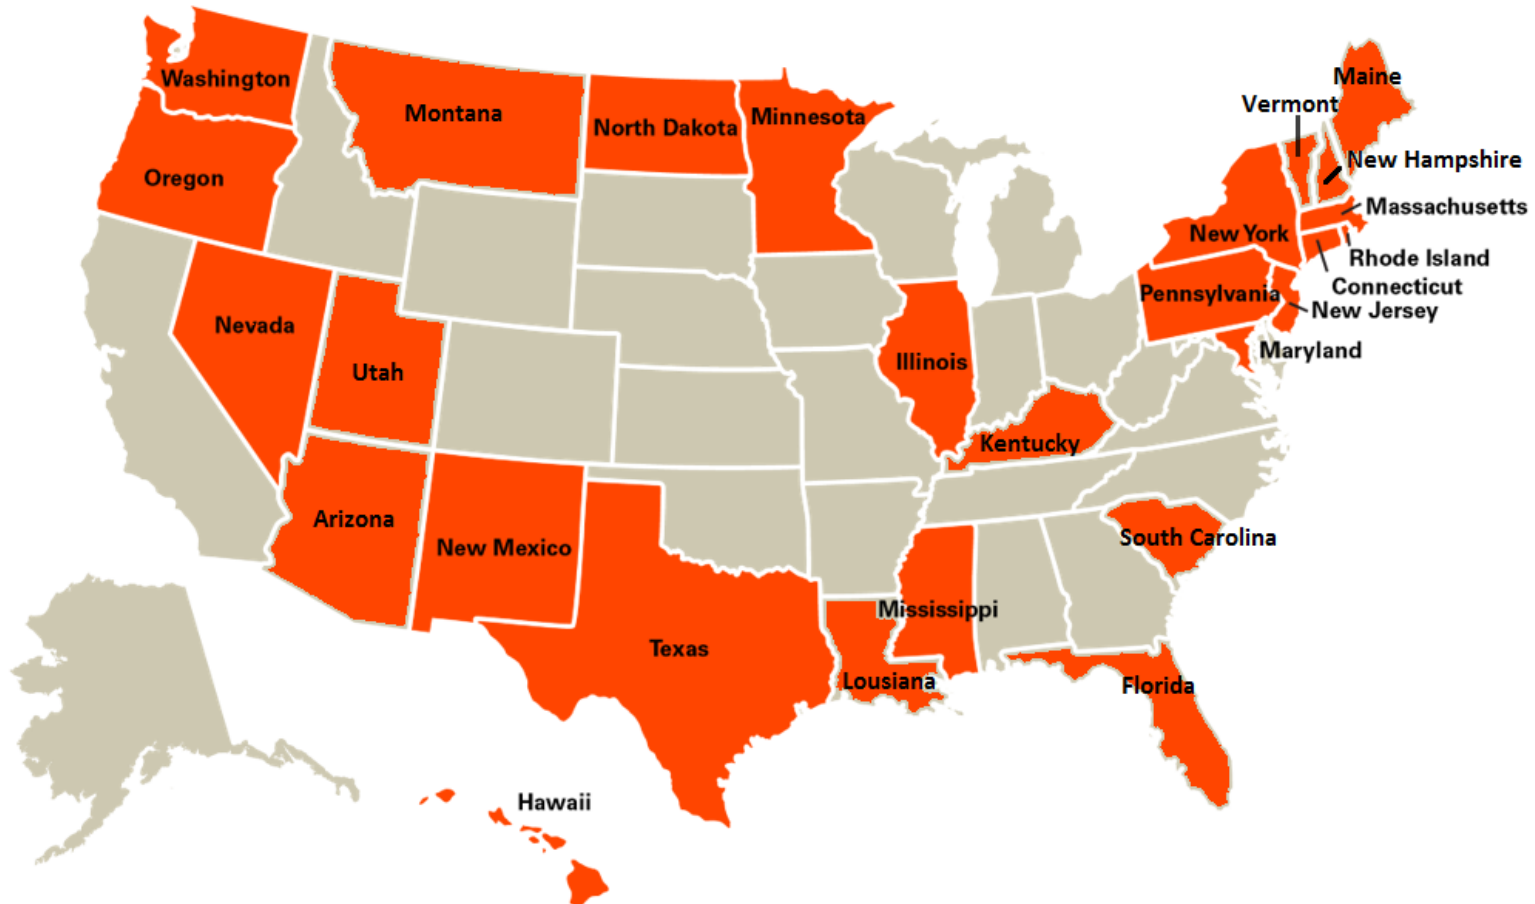 Washington
Montana
North Dakota
Minnesota
Maine
Vermont
Oregon
New Hampshire
Massachusetts
New York
Rhode Island
Connecticut
Pennsylvania
New Jersey
Nevada
Maryland
Utah
Illinois
Kentucky
Arizona
New Mexico
South Carolina
Mississippi
Texas
Lousiana
Florida
Hawaii